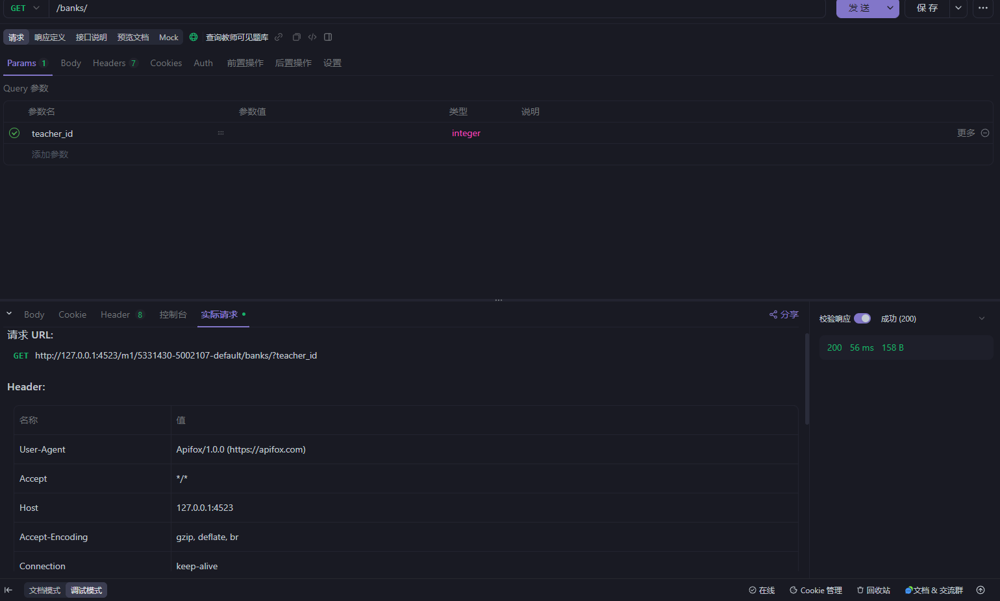 GET /banks/ 发 送 保 存
请求 响应定义 接口说明 预览文档 Mock 查询教师可见题库
Params 1 Body Headers 7 Cookies Auth 前置操作 后置操作 设置
Query 参数
参数名 参数值 类型 说明
teacher_id integer 更多
添加参数
Body Cookie Header 8 控制台 实际请求 分享 校验响应 成功 (200)
请求 URL:
200 56 ms 158 B
GET http://127.0.0.1:4523/m1/5331430-5002107-default/banks/?teacher_id
Header:
名称 值
User-Agent Apifox/1.0.0 (https://apifox.com)
Accept */*
Host 127.0.0.1:4523
Accept-Encoding gzip, deflate, br
Connection keep-alive
文档模式 调试模式 在线 Cookie 管理 回收站 文档 & 交流群